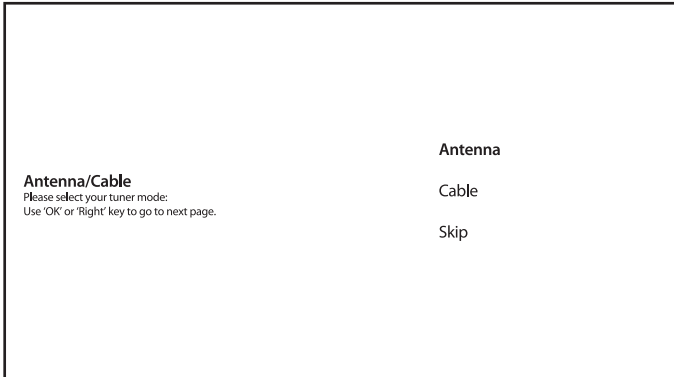 Antenna/Cable
Please select your tuner mode:
Use ‘OK’ or ‘Right’ key to go to next page.
Antenna
Cable
Skip